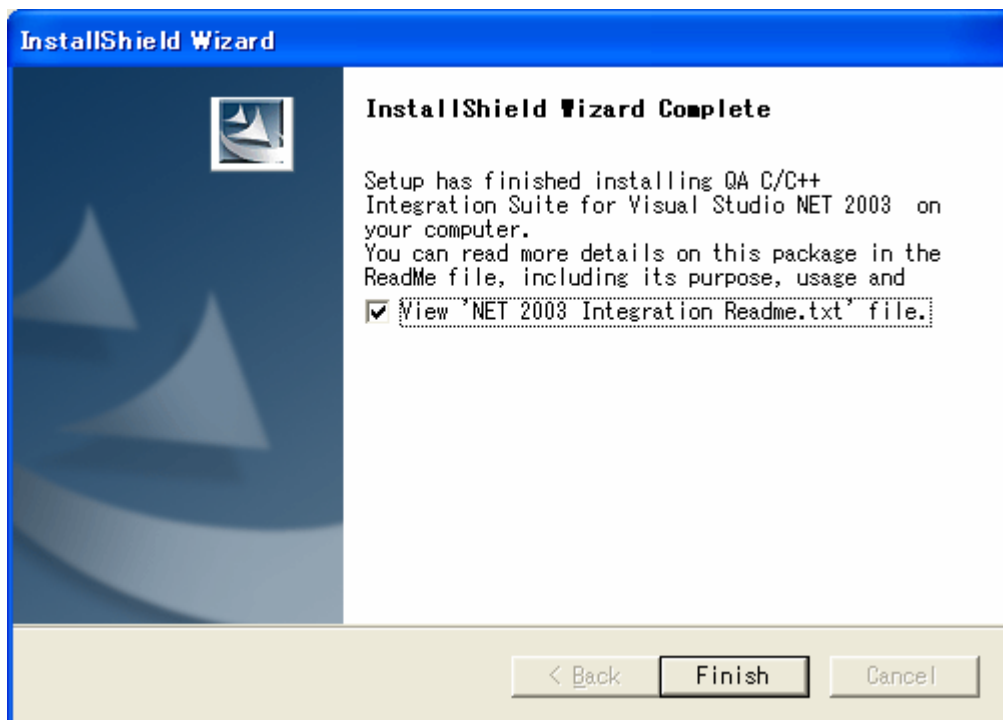 InstallShield Wizard
InstallShield Wizard Complete
Setup has finished installing QA C/C++
Integration Suite for Visual Studio NET 2003  on
your computer.
You can read more details on this package in the
ReadMe file, including its purpose, usage and
View 'NET 2003 Integration Readme.txt' file.
< Back
Finish
Cancel